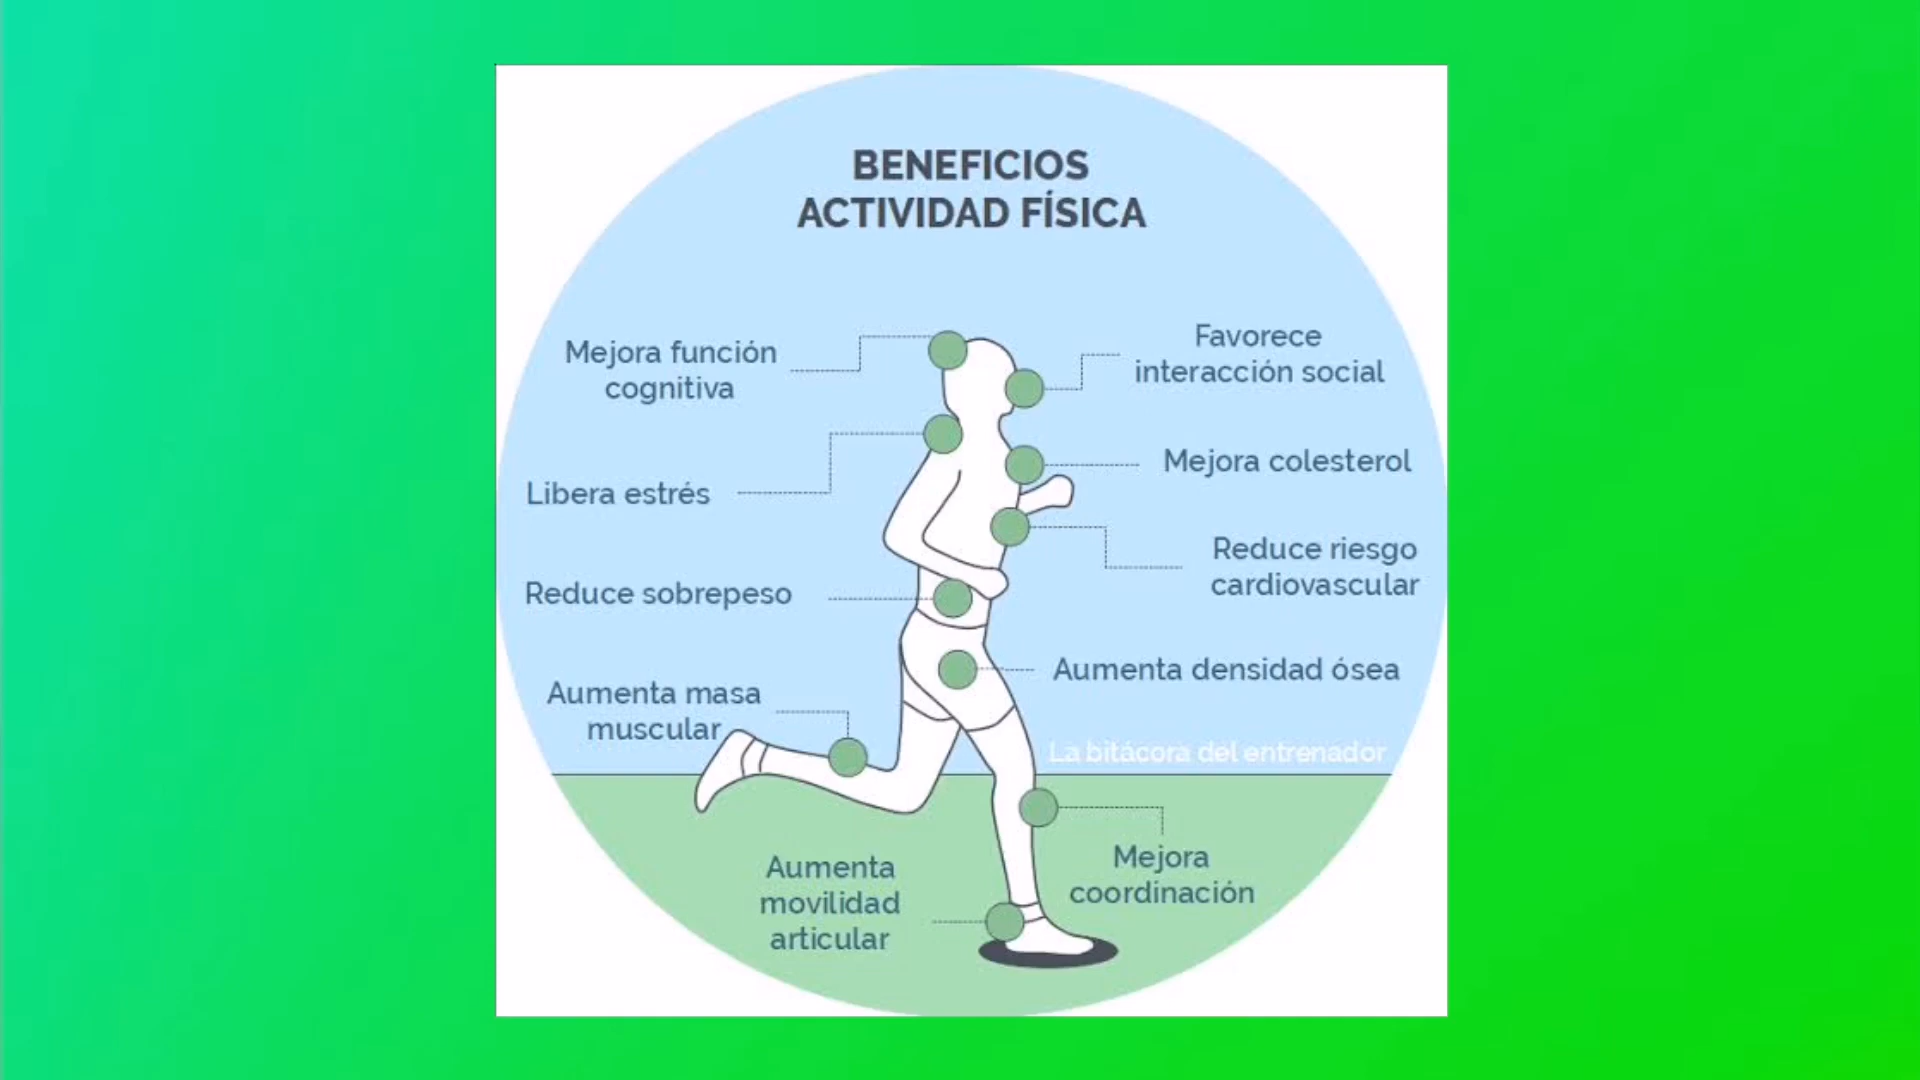 BENEFICIOS
ACTIVIDAD FÍSICA
Mejora función
cognitiva
Favorece
interacción social
Libera estrés
Mejora colesterol
Reduce riesgo
cardiovascular
Reduce sobrepeso
Aumenta densidad ósea
Aumenta masa
muscular
La bitácora del entrenador
Mejora
coordinación
Aumenta
movilidad
articular